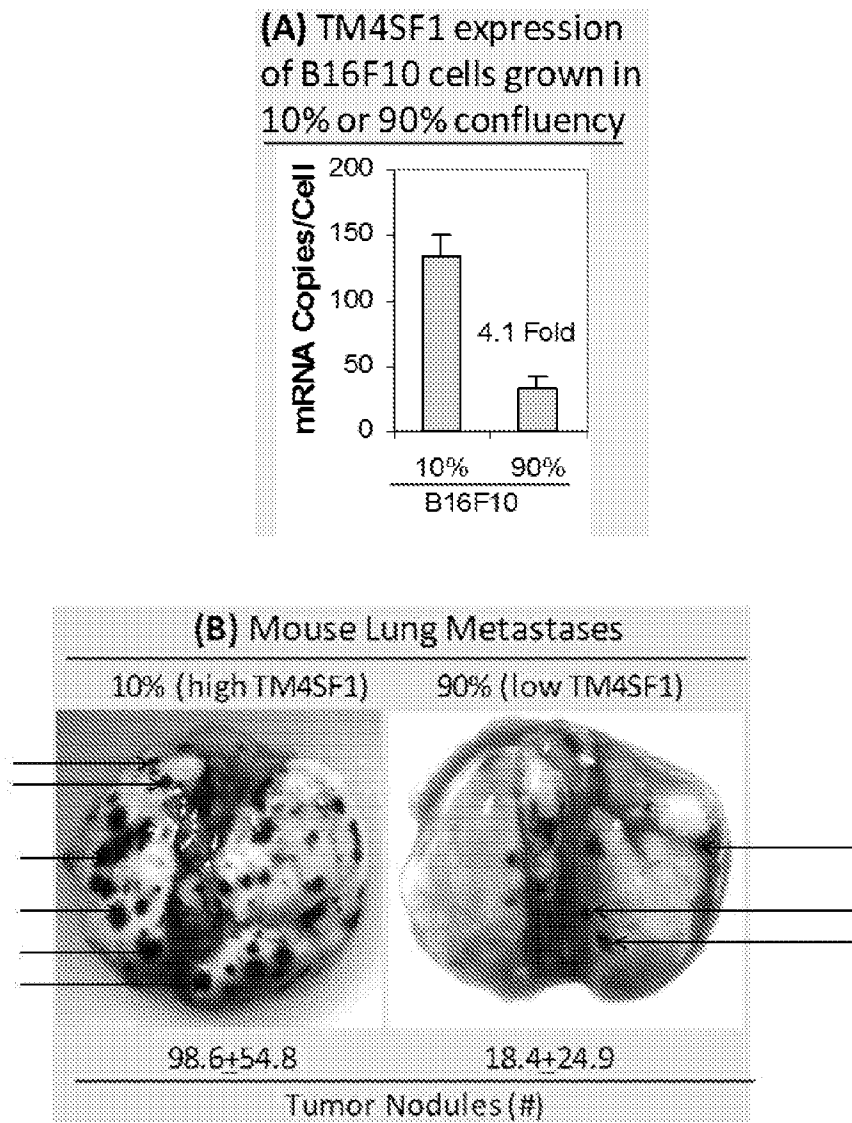 (A) TM4SF1 expression
of B16F10 cells grown in
10% or 90% confluency
mRNA Copies/Cell
200
150
100
50
0
4.1 Fold
10% 90%
B16F10
(B) Mouse Lung Metastases
10% (high TM4SF1) 90% (low TM4SF1)
98.6±54.8 18.4±24.9
Tumor Nodules (#)